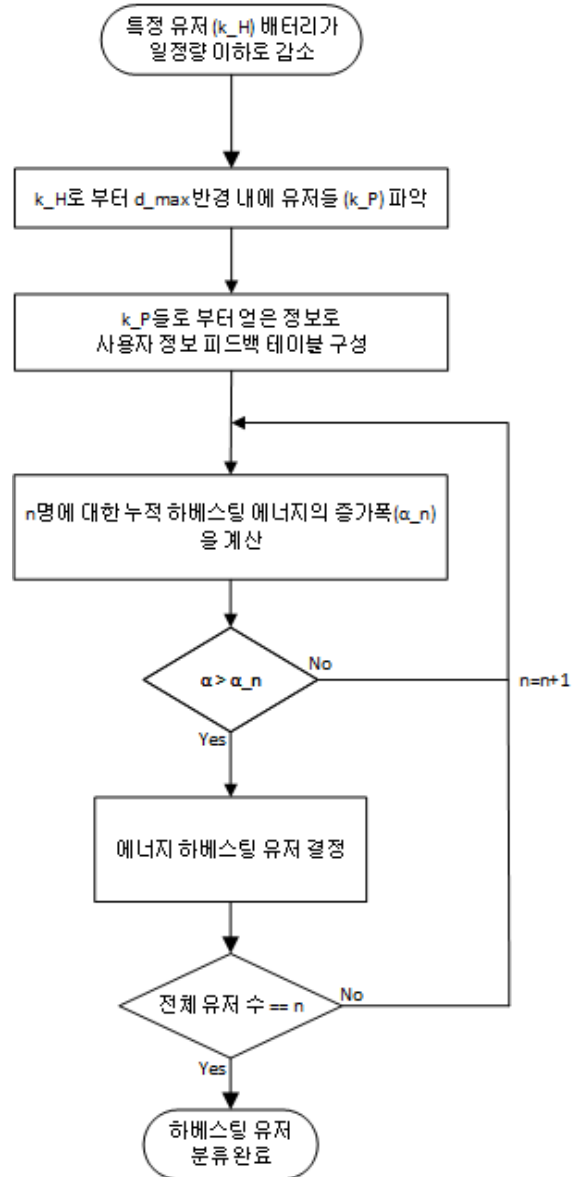 특정 유저(k_H) 배터리가
일정량 이하로 감소
k_H로 부터 d_max반경 내에 유저들 (k_P) 파악
k_P들로 부터 얻은 정보로
사용자 정보 피드백 테이블 구성
n명에 대한 누적 하베스팅 에너지의 증가폭(α_n)
을 계산
α > α_n
No
n=n+1
Yes
에너지 하베스팅 유저 결정
전체 유저 수 == n
No
Yes
하베스팅 유저
분류 완료